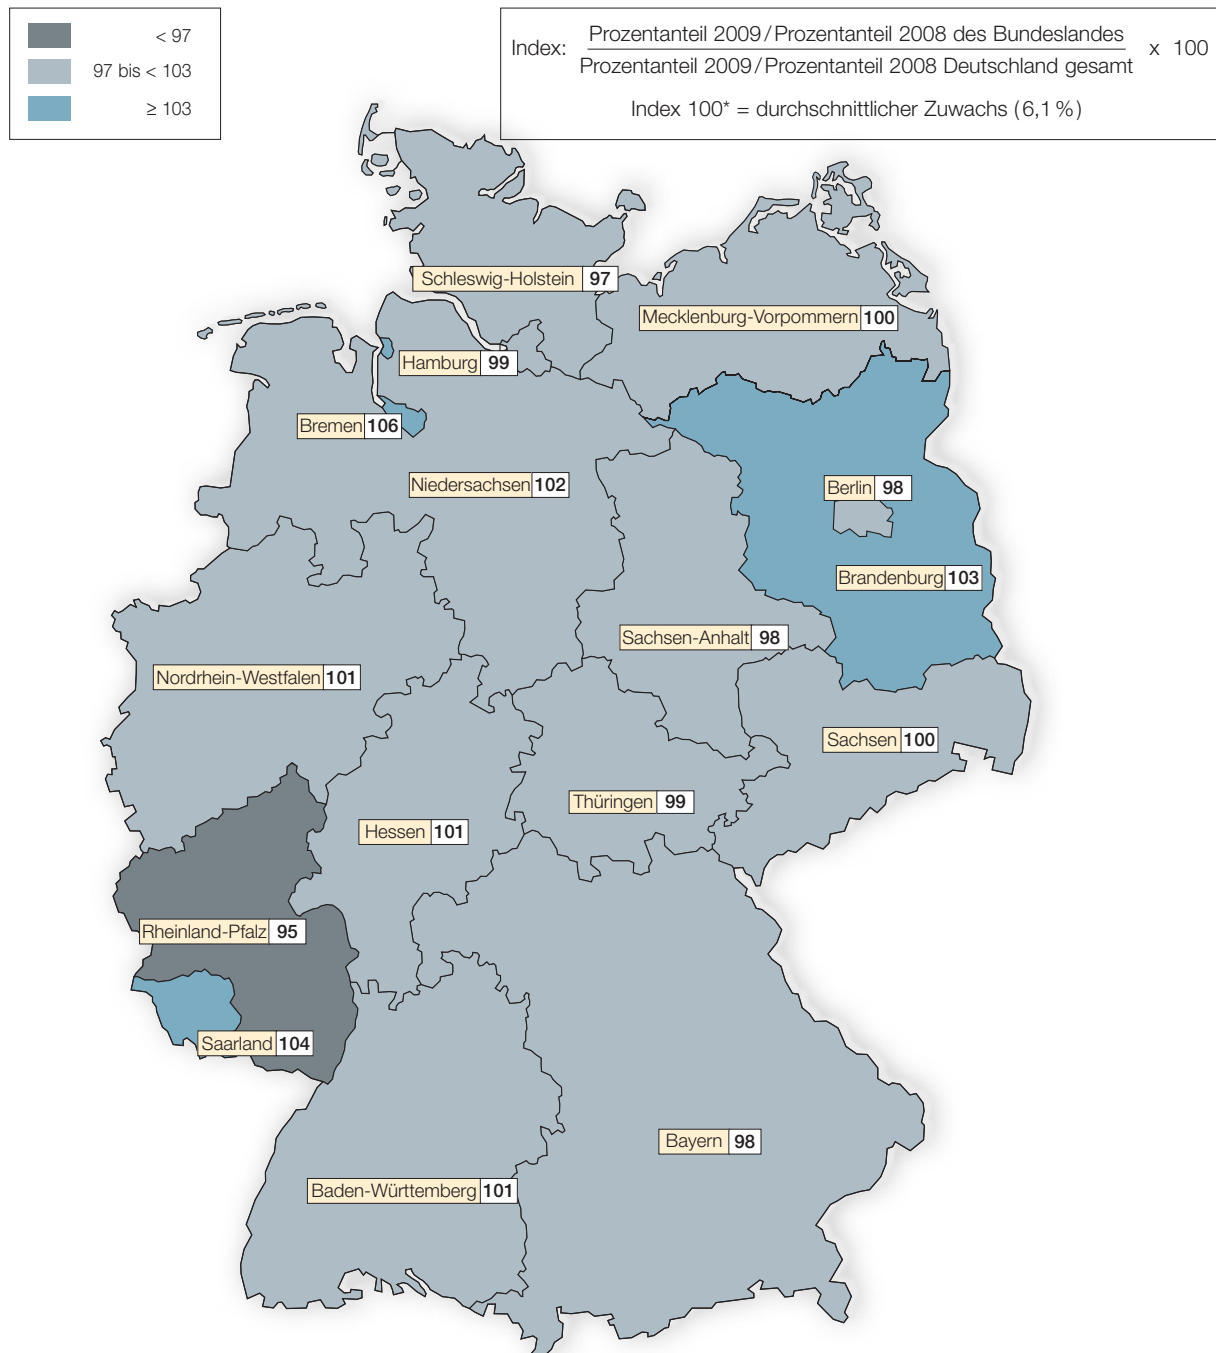 < 97
97 bis < 103
≥ 103
Index: Prozentanteil 2009 / Prozentanteil 2008 des Bundeslandes x 100
Prozentanteil 2009 / Prozentanteil 2008 Deutschland gesamt
Index 100* = durchschnittlicher Zuwachs (6,1 %)
Schleswig-Holstein 97
Mecklenburg-Vorpommern 100
Hamburg 99
Bremen 106
Niedersachsen 102
Berlin 98
Brandenburg 103
Sachsen-Anhalt 98
Nordrhein-Westfalen 101
Sachsen 100
Thüringen 99
Hessen 101
Rheinland-Pfalz 95
Saarland 104
Bayern 98
Baden-Württemberg 101